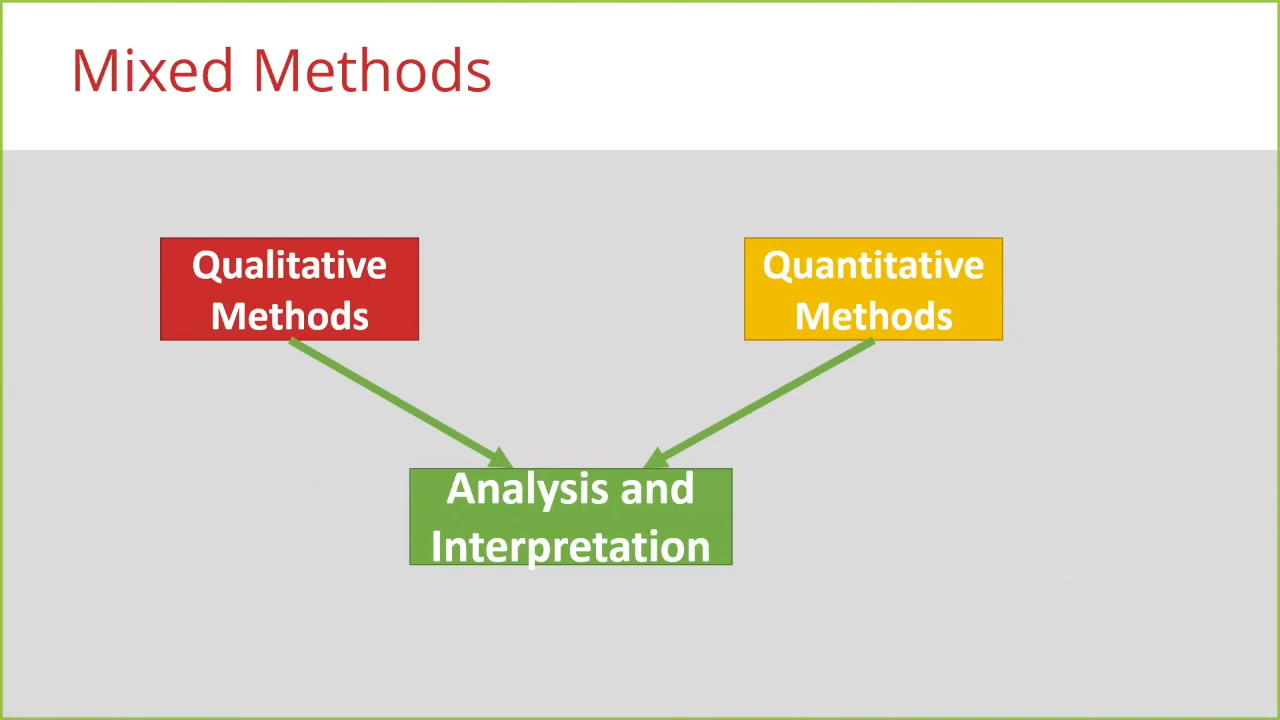 Mixed Methods
Qualitative
Methods
Quantitative
Methods
Analysis and
Interpretation